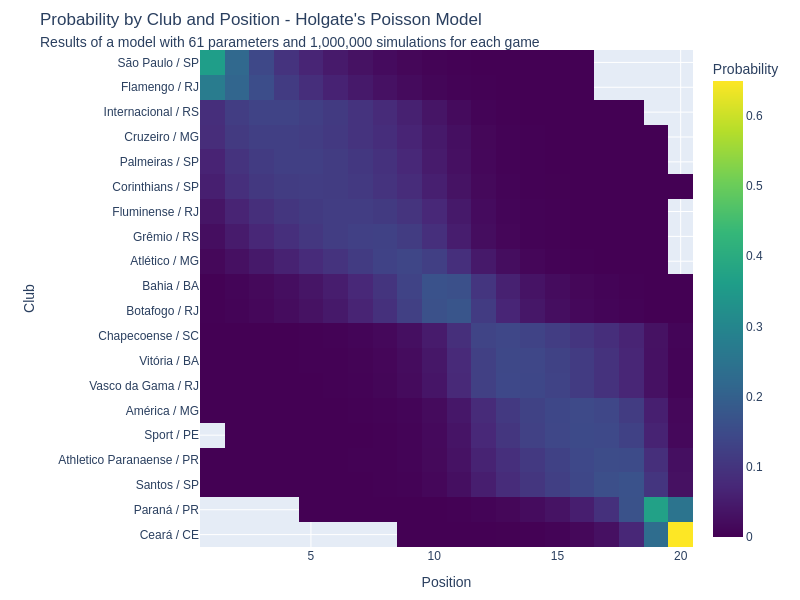 Probability by Club and Position - Holgate's Poisson Model
Results of a model with 61 parameters and 1,000,000 simulations for each game
Probability
São Paulo / SP
Flamengo / RJ
Internacional / RS
Cruzeiro / MG
Palmeiras / SP
Corinthians / SP
Fluminense / RJ
Grêmio / RS
Atlético / MG
Bahia / BA
Botafogo / RJ
Chapecoense / SC
Vitória / BA
Vasco da Gama / RJ
América / MG
Sport / PE
Athletico Paranaense / PR
Santos / SP
Paraná / PR
Ceará / CE
Club
5
10
15
20
Position
0.6
0.5
0.4
0.3
0.2
0.1
0